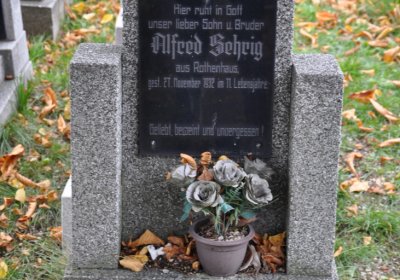 Hier ruht in Gott
unser lieber Sohn u. Bruder
Alfred Sehrig
aus Rothenhaus,
gest. 27. November 1932 im 11. Lebensjahre.
Geliebt, beweint und unvergessen!